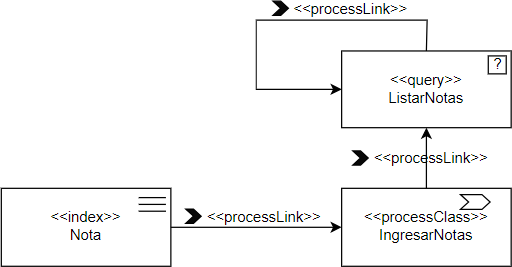 <<processLink>>
?
<<query>>
ListarNotas
<<processLink>>
<<index>>
Nota
<<processLink>>
<<processClass>>
IngresarNotas